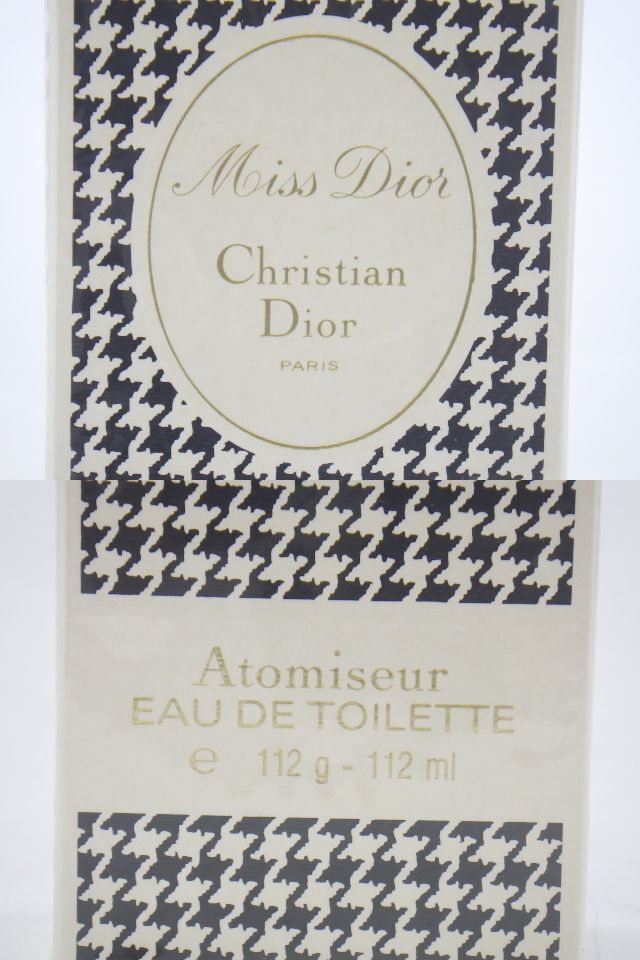 Miss Dior
Christian
Dior
PARIS
Atomiseur
EAU DE TOILETTE
℮ 112 g - 112 ml